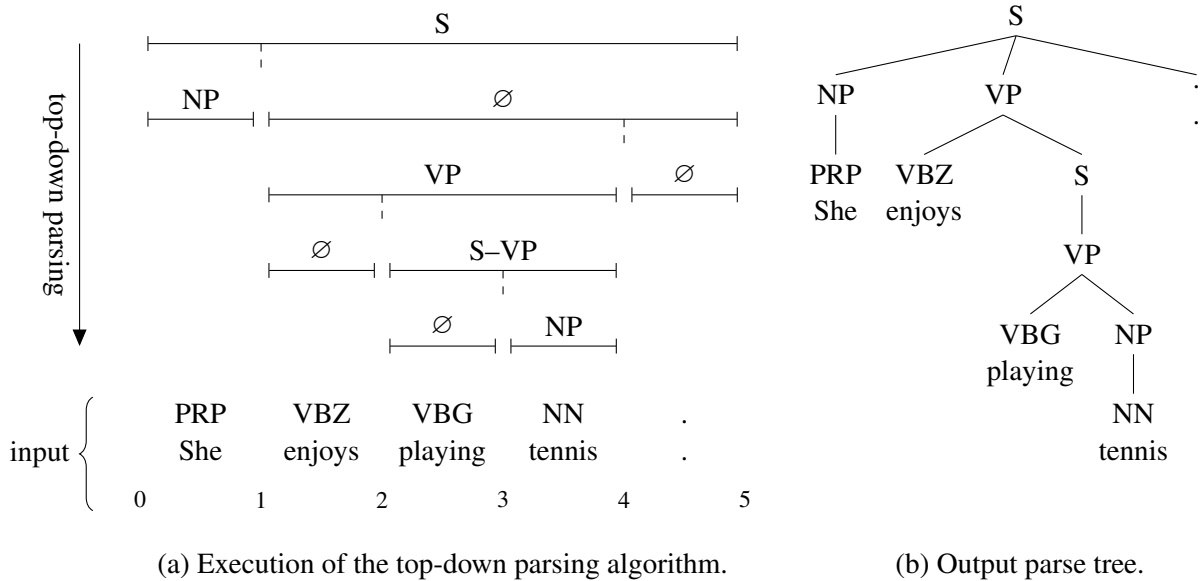 S
NP ∅
VP ∅
∅ S–VP
∅ NP
top-down parsing
input
PRP VBZ VBG NN .
She enjoys playing tennis .
0 1 2 3 4 5
(a) Execution of the top-down parsing algorithm.
S
NP VP .
.
PRP VBZ S
She enjoys
VP
VBG NP
playing
NN
tennis
(b) Output parse tree.